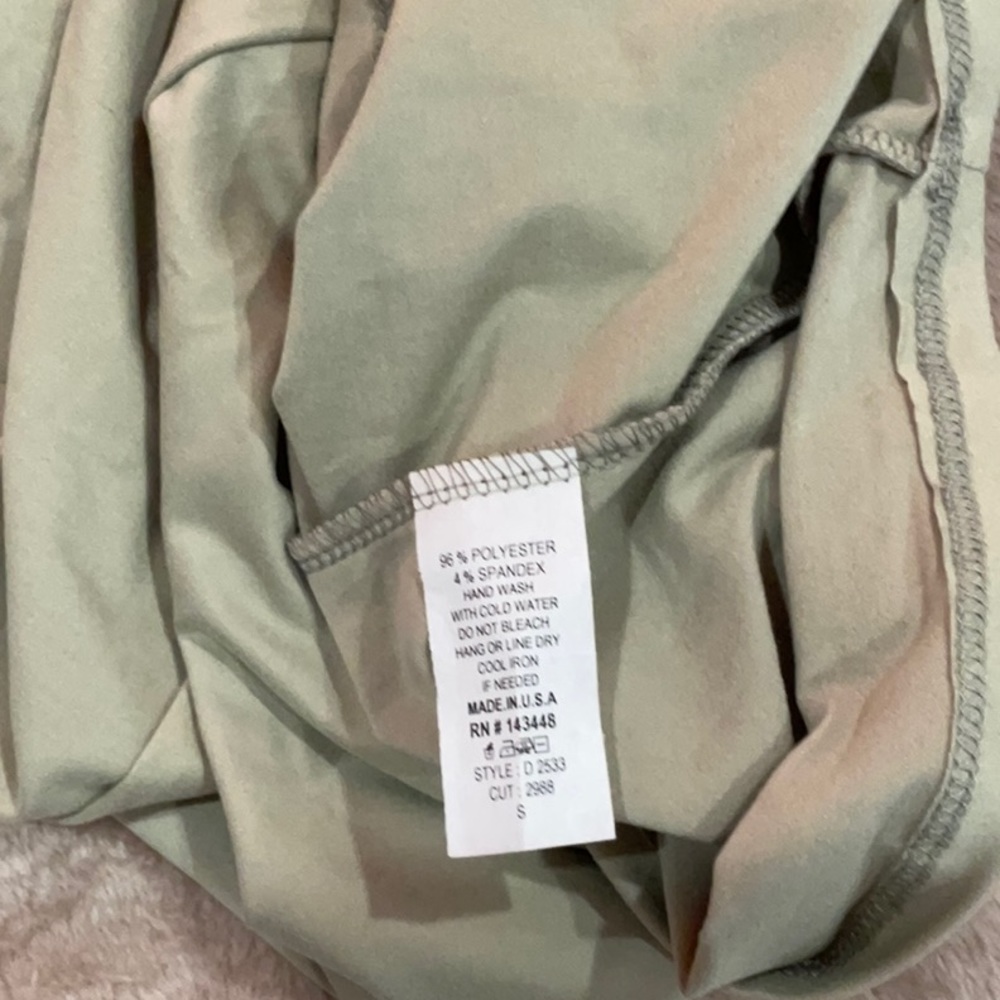 96 % POLYESTER
4 % SPANDEX
HAND WASH
WITH COLD WATER
DO NOT BLEACH
HANG OR LINE DRY
COOL IRON
IF NEEDED
MADE.IN.U.S.A
RN # 143448
STYLE : D 2533
CUT : 2988
S